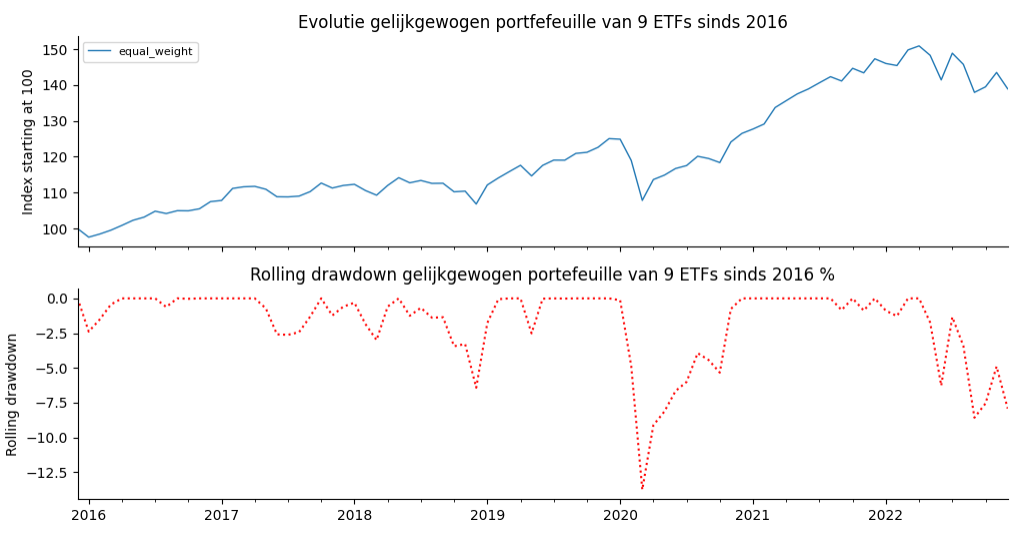 Evolutie gelijkgewogen portfefeuille van 9 ETFs sinds 2016
equal_weight
Index starting at 100
150
140
130
120
110
100
Rolling drawdown gelijkgewogen portefeuille van 9 ETFs sinds 2016 %
Rolling drawdown
0.0
−2.5
−5.0
−7.5
−10.0
−12.5
2016 2017 2018 2019 2020 2021 2022